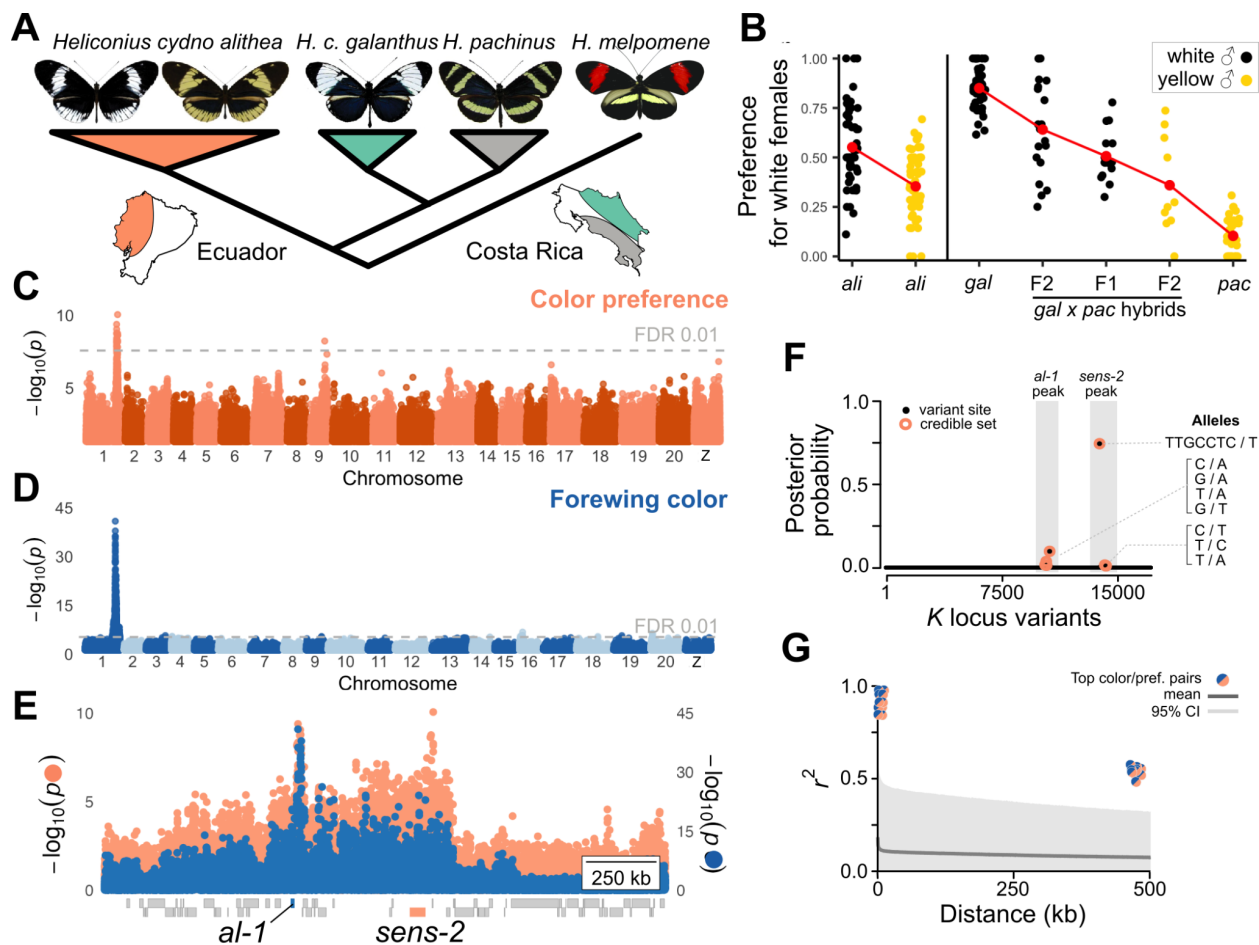 A
Heliconius cydno alithea
H. c. galanthus
H. pachinus
H. melpomene
Ecuador
Costa Rica
B
white ♂
yellow ♂
Preference
for white females
1.00
0.75
0.50
0.25
0.00
ali
ali
gal
F2
F1
F2
pac
gal x pac hybrids
C
Color preference
FDR 0.01
−log10(p)
10
5
1 2 3 4 5 6 7 8 9 10 11 12 13 14 15 16 17 18 19 20 Z
Chromosome
D
Forewing color
FDR 0.01
−log10(p)
45
30
15
0
1 2 3 4 5 6 7 8 9 10 11 12 13 14 15 16 17 18 19 20 Z
Chromosome
E
−log10(p)
10
5
0
45
30
15
0
−log10(p)
250 kb
al-1
sens-2
F
al-1
peak
sens-2
peak
variant site
credible set
Alleles
TTGCCTC / T
C / A
G / A
T / A
G / T
C / T
T / C
T / A
Posterior
probability
1.0
0.5
0.0
1
7500
15000
K locus variants
G
Top color/pref. pairs
mean
95% CI
r2
1.0
0.5
0.0
0
250
500
Distance (kb)